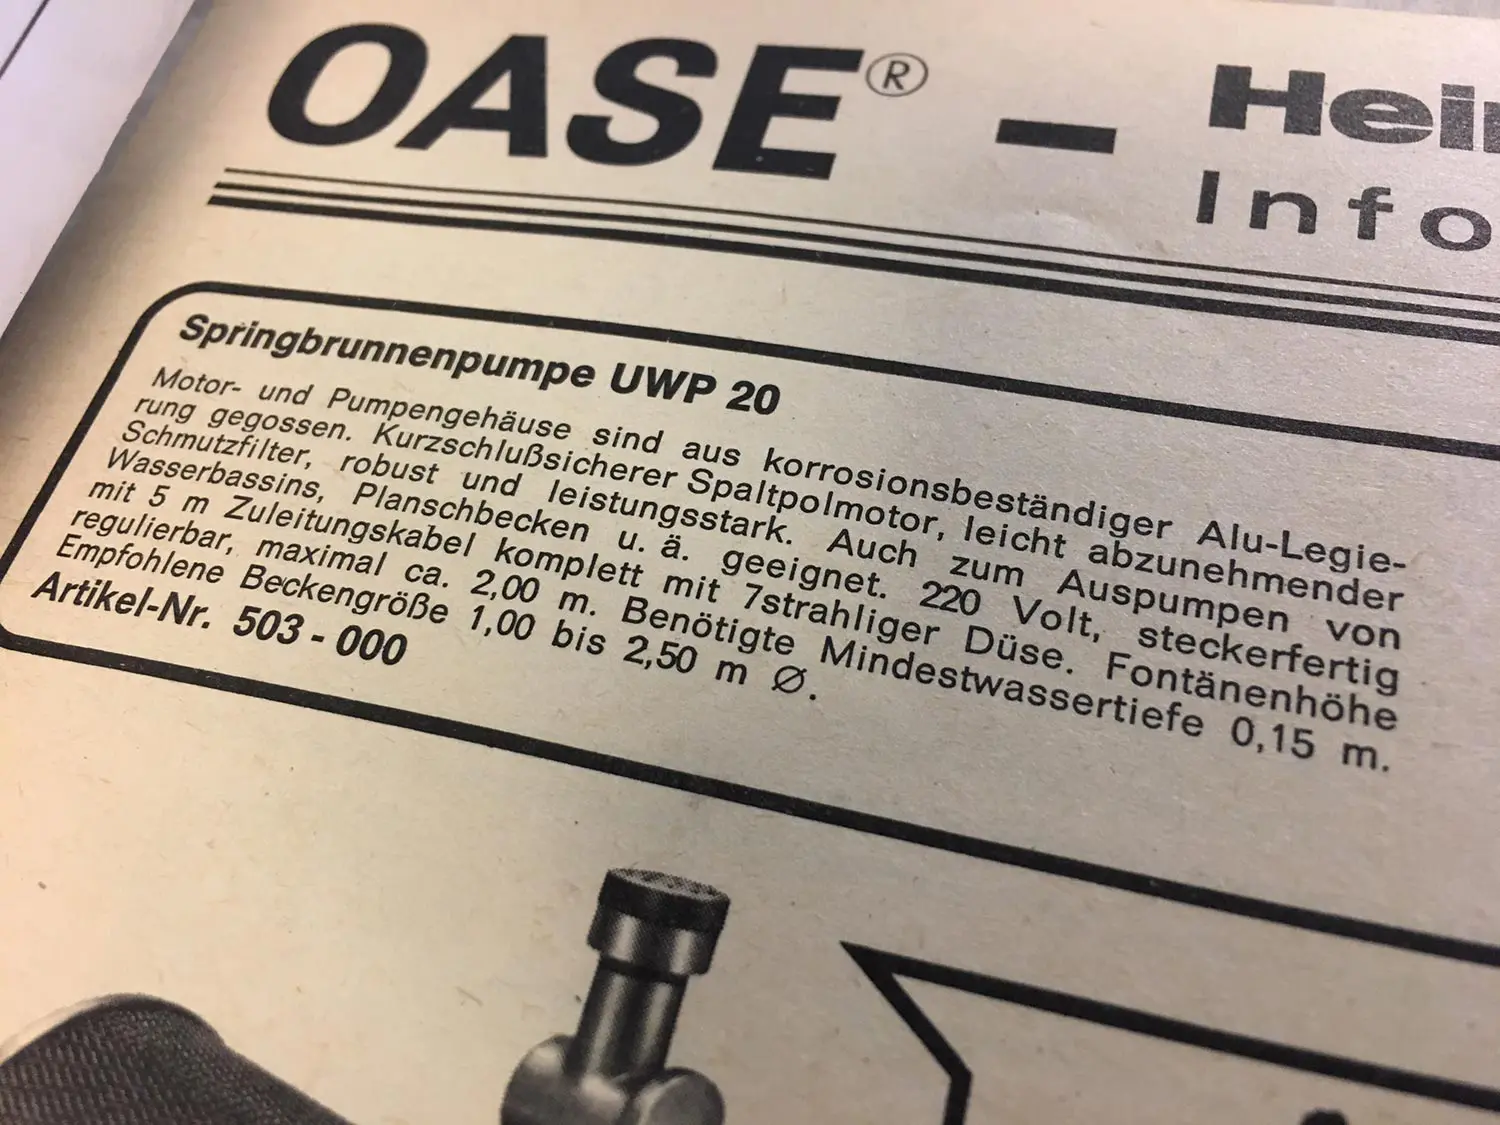 OASE® –
Info
Springbrunnenpumpe UWP 20
Motor- und Pumpengehäuse sind aus korrosionsbeständiger Alu-Legie-
rung gegossen. Kurzschlußsicherer Spaltpolmotor, leicht abzunehmender
Schmutzfilter, robust und leistungsstark. Auch zum Auspumpen von
Wasserbassins, Planschbecken u. ä. geeignet. 220 Volt, steckerfertig
mit 5 m Zuleitungskabel komplett mit 7strahliger Düse. Fontänenhöhe
regulierbar, maximal ca. 2,00 m. Benötigte Mindestwassertiefe 0,15 m.
Empfohlene Beckengröße 1,00 bis 2,50 m Ø.
Artikel-Nr. 503 - 000